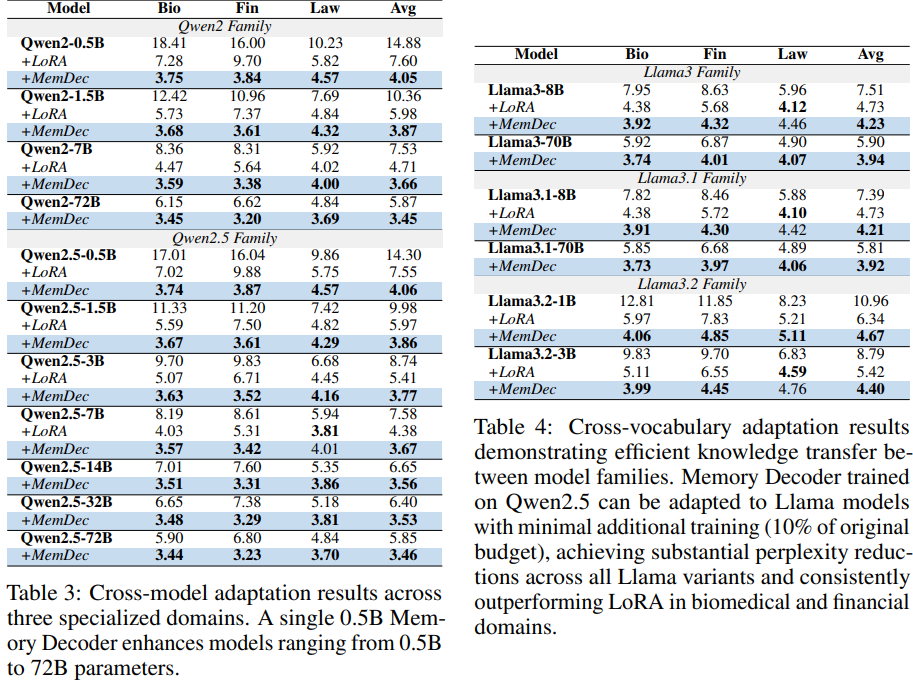 Model Bio Fin Law Avg
Qwen2 Family
Qwen2-0.5B 18.41 16.00 10.23 14.88
+LoRA 7.28 9.70 5.82 7.60
+MemDec 3.75 3.84 4.57 4.05
Qwen2-1.5B 12.42 10.96 7.69 10.36
+LoRA 5.73 7.37 4.84 5.98
+MemDec 3.68 3.61 4.32 3.87
Qwen2-7B 8.36 8.31 5.92 7.53
+LoRA 4.47 5.64 4.02 4.71
+MemDec 3.59 3.38 4.00 3.66
Qwen2-72B 6.15 6.62 4.84 5.87
+MemDec 3.45 3.20 3.69 3.45
Qwen2.5 Family
Qwen2.5-0.5B 17.01 16.04 9.86 14.30
+LoRA 7.02 9.88 5.75 7.55
+MemDec 3.74 3.87 4.57 4.06
Qwen2.5-1.5B 11.33 11.20 7.42 9.98
+LoRA 5.59 7.50 4.82 5.97
+MemDec 3.67 3.61 4.29 3.86
Qwen2.5-3B 9.70 9.83 6.68 8.74
+LoRA 5.07 6.71 4.45 5.41
+MemDec 3.63 3.52 4.16 3.77
Qwen2.5-7B 8.19 8.61 5.94 7.58
+LoRA 4.03 5.31 3.81 4.38
+MemDec 3.57 3.42 4.01 3.67
Qwen2.5-14B 7.01 7.60 5.35 6.65
+MemDec 3.51 3.31 3.86 3.56
Qwen2.5-32B 6.65 7.38 5.18 6.40
+MemDec 3.48 3.29 3.81 3.53
Qwen2.5-72B 5.90 6.80 4.84 5.85
+MemDec 3.44 3.23 3.70 3.46
Table 3: Cross-model adaptation results across
three specialized domains. A single 0.5B Mem-
ory Decoder enhances models ranging from 0.5B
to 72B parameters.
Model Bio Fin Law Avg
Llama3 Family
Llama3-8B 7.95 8.63 5.96 7.51
+LoRA 4.38 5.68 4.12 4.73
+MemDec 3.92 4.32 4.46 4.23
Llama3-70B 5.92 6.87 4.90 5.90
+MemDec 3.74 4.01 4.07 3.94
Llama3.1 Family
Llama3.1-8B 7.82 8.46 5.88 7.39
+LoRA 4.38 5.72 4.10 4.73
+MemDec 3.91 4.30 4.42 4.21
Llama3.1-70B 5.85 6.68 4.89 5.81
+MemDec 3.73 3.97 4.06 3.92
Llama3.2 Family
Llama3.2-1B 12.81 11.85 8.23 10.96
+LoRA 5.97 7.83 5.21 6.34
+MemDec 4.06 4.85 5.11 4.67
Llama3.2-3B 9.83 9.70 6.83 8.79
+LoRA 5.11 6.55 4.59 5.42
+MemDec 3.99 4.45 4.76 4.40
Table 4: Cross-vocabulary adaptation results
demonstrating efficient knowledge transfer be-
tween model families. Memory Decoder trained
on Qwen2.5 can be adapted to Llama models
with minimal additional training (10% of original
budget), achieving substantial perplexity reduc-
tions across all Llama variants and consistently
outperforming LoRA in biomedical and financial
domains.